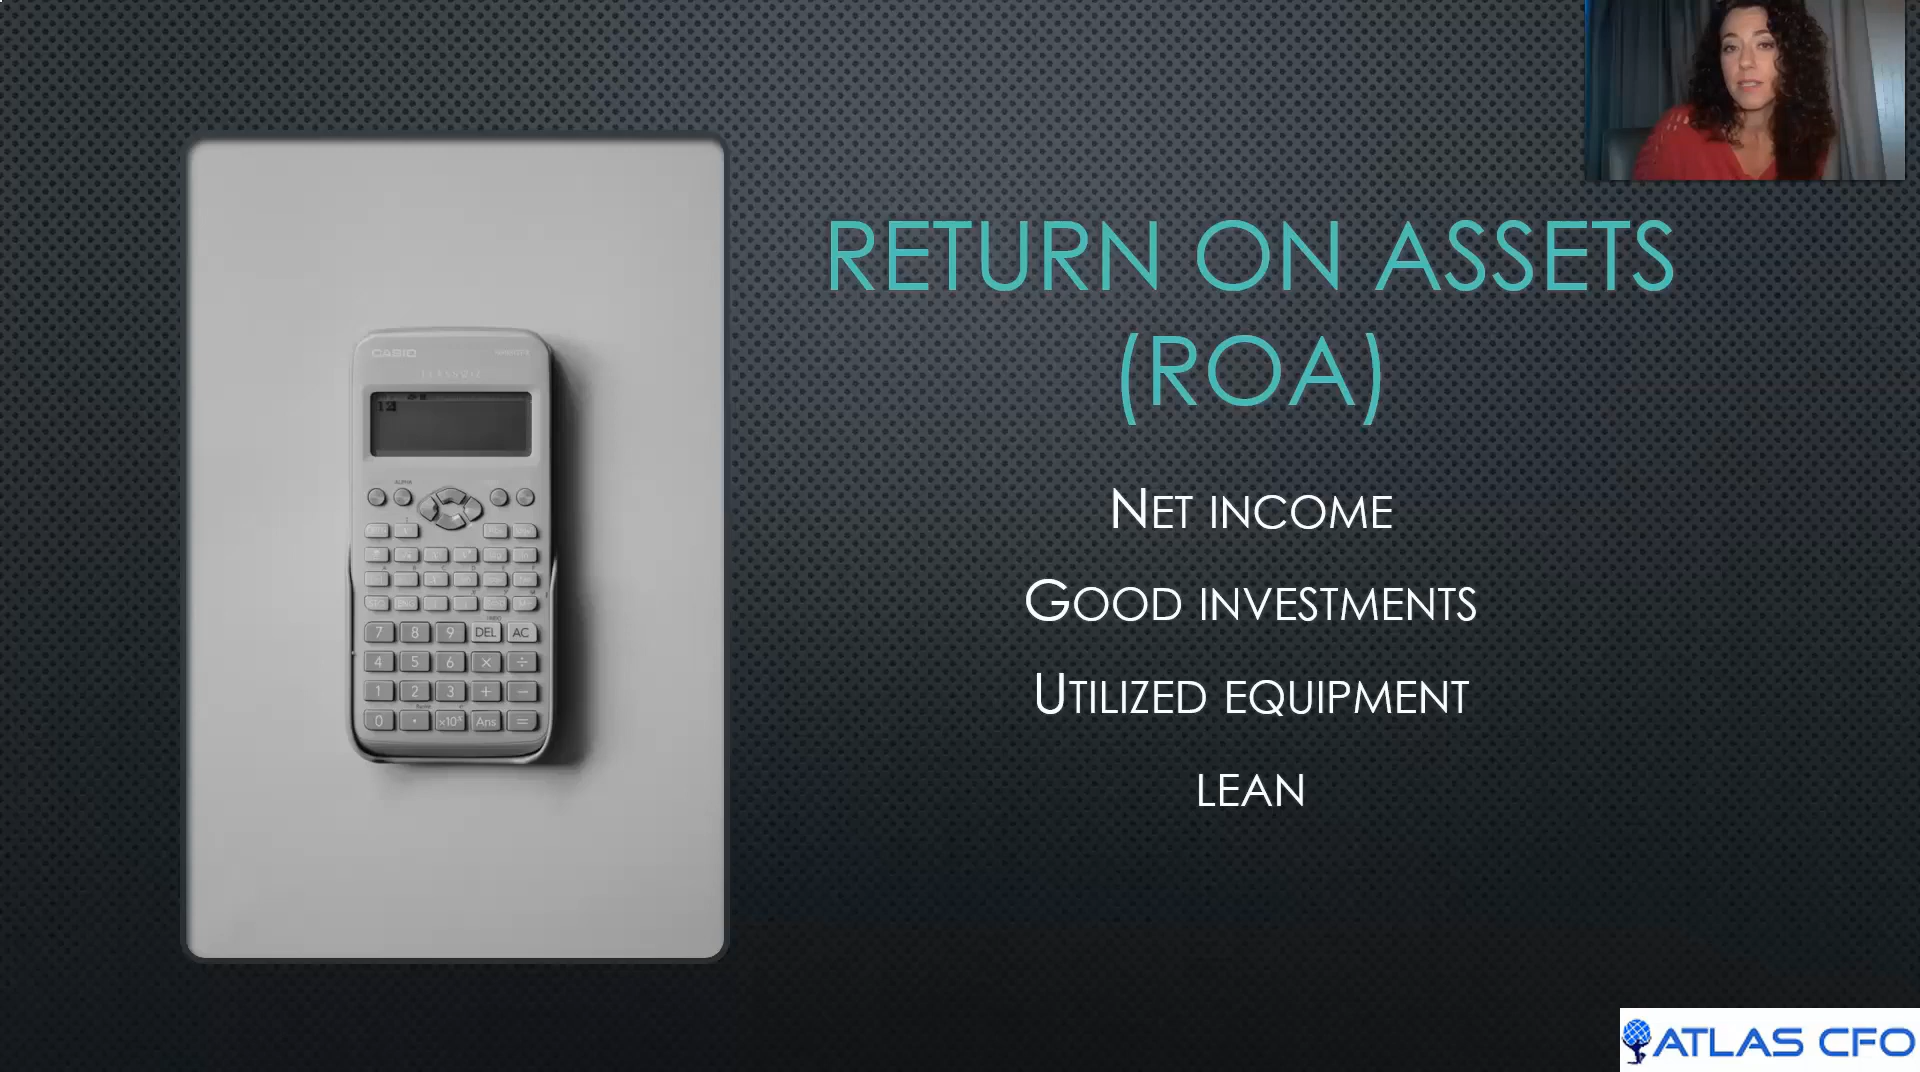 RETURN ON ASSETS
(ROA)
NET INCOME
GOOD INVESTMENTS
UTILIZED EQUIPMENT
LEAN
CASIO
ALPHA
7 8 9 DEL AC
4 5 6 × ÷
1 2 3 + −
0 . ×10ˣ Ans =
ATLAS CFO